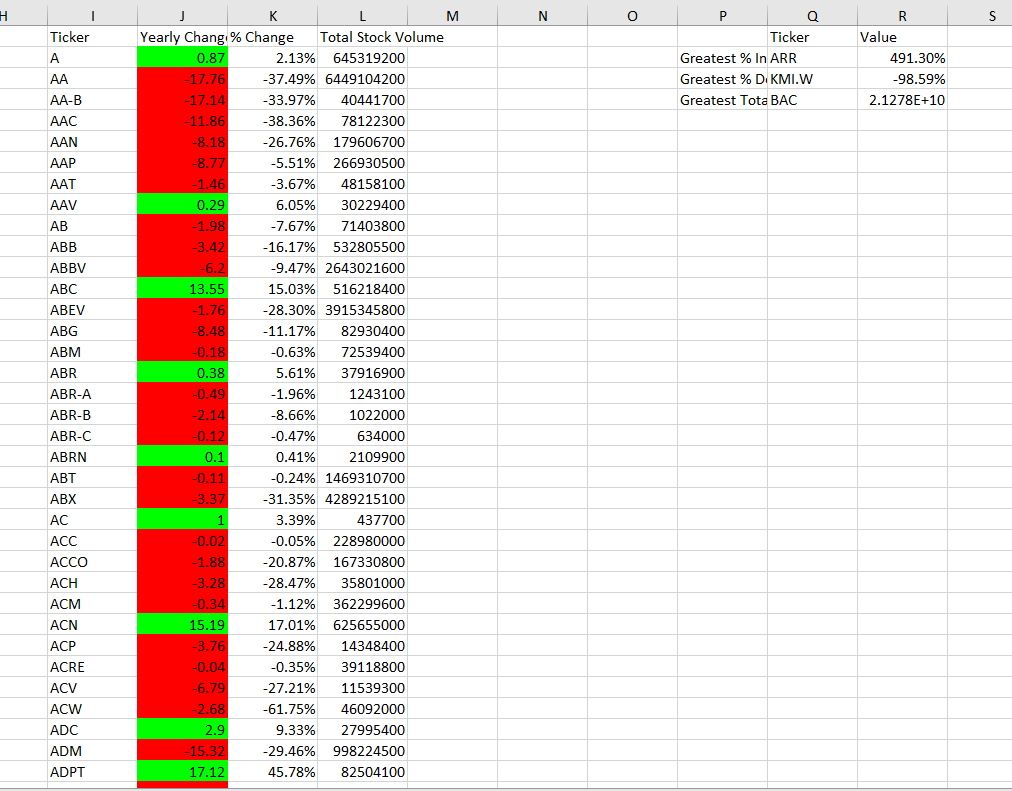 H I J K L M N O P Q R S
Ticker Yearly Chang % Change Total Stock Volume Ticker Value
A 0.87 2.13% 645319200 Greatest % In ARR 491.30%
AA -17.76 -37.49% 6449104200 Greatest % D KMI.W -98.59%
AA-B -17.14 -33.97% 40441700 Greatest Tota BAC 2.1278E+10
AAC -11.86 -38.36% 78122300
AAN -8.18 -26.76% 179606700
AAP -8.77 -5.51% 266930500
AAT -1.46 -3.67% 48158100
AAV 0.29 6.05% 30229400
AB -1.98 -7.67% 71403800
ABB -3.42 -16.17% 532805500
ABBV -6.2 -9.47% 2643021600
ABC 13.55 15.03% 516218400
ABEV -1.76 -28.30% 3915345800
ABG -8.48 -11.17% 82930400
ABM -0.18 -0.63% 72539400
ABR 0.38 5.61% 37916900
ABR-A -0.49 -1.96% 1243100
ABR-B -2.14 -8.66% 1022000
ABR-C -0.12 -0.47% 634000
ABRN 0.1 0.41% 2109900
ABT -0.11 -0.24% 1469310700
ABX -3.37 -31.35% 4289215100
AC 1 3.39% 437700
ACC -0.02 -0.05% 228980000
ACCO -1.88 -20.87% 167330800
ACH -3.28 -28.47% 35801000
ACM -0.34 -1.12% 362299600
ACN 15.19 17.01% 625655000
ACP -3.76 -24.88% 14348400
ACRE -0.04 -0.35% 39118800
ACV -6.79 -27.21% 11539300
ACW -2.68 -61.75% 46092000
ADC 2.9 9.33% 27995400
ADM -15.32 -29.46% 998224500
ADPT 17.12 45.78% 82504100